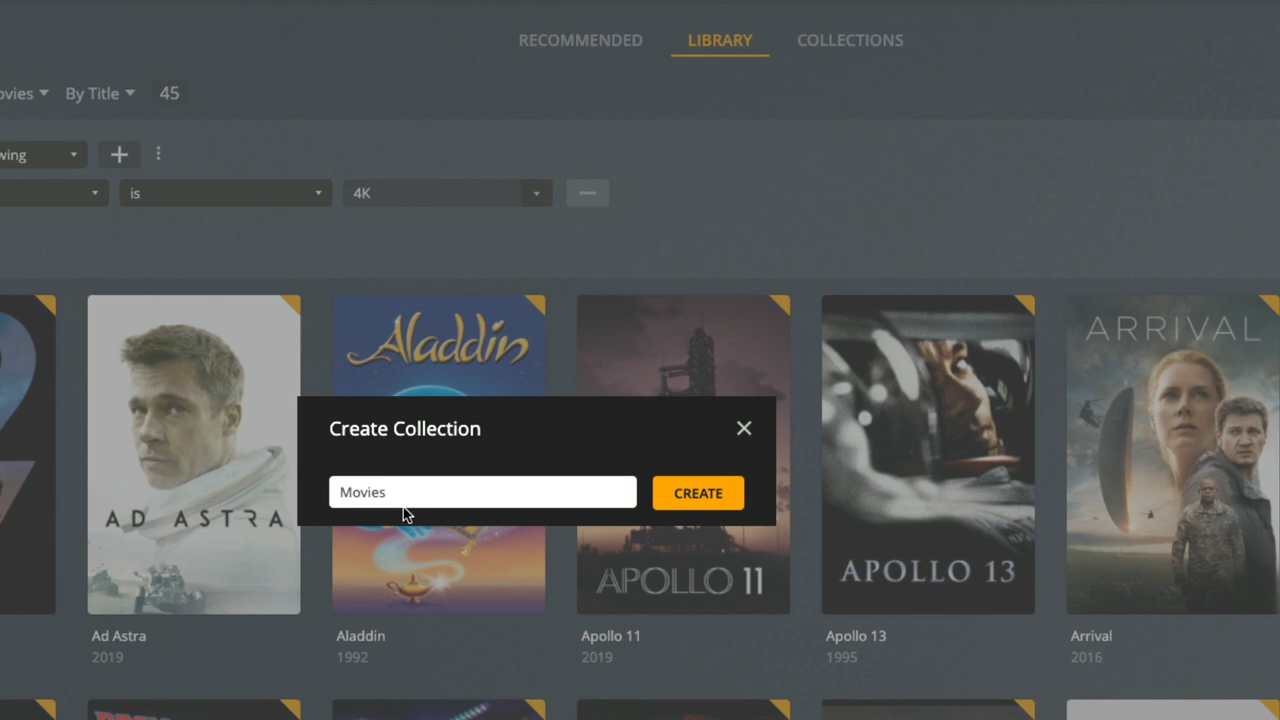 RECOMMENDED LIBRARY COLLECTIONS
ovies By Title 45
wing
is 4K
Aladdin
ARRIVAL
Create Collection
Movies CREATE
AD ASTRA
APOLLO 11
APOLLO 13
Ad Astra Aladdin Apollo 11 Apollo 13 Arrival
2019 1992 2019 1995 2016